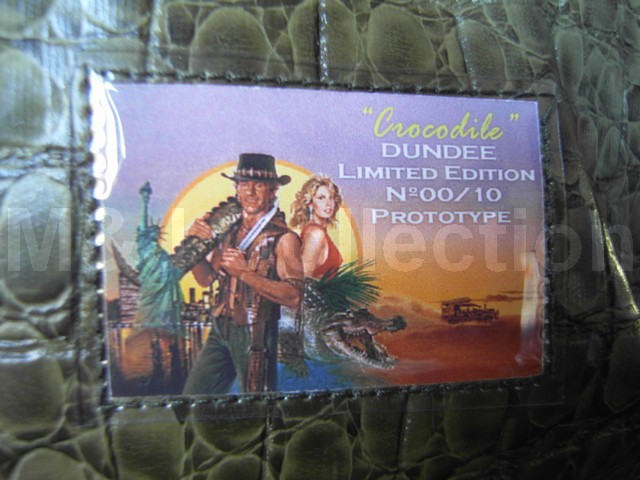 "Crocodile"
DUNDEE
LIMITED EDITION
Nº00/10
PROTOTYPE